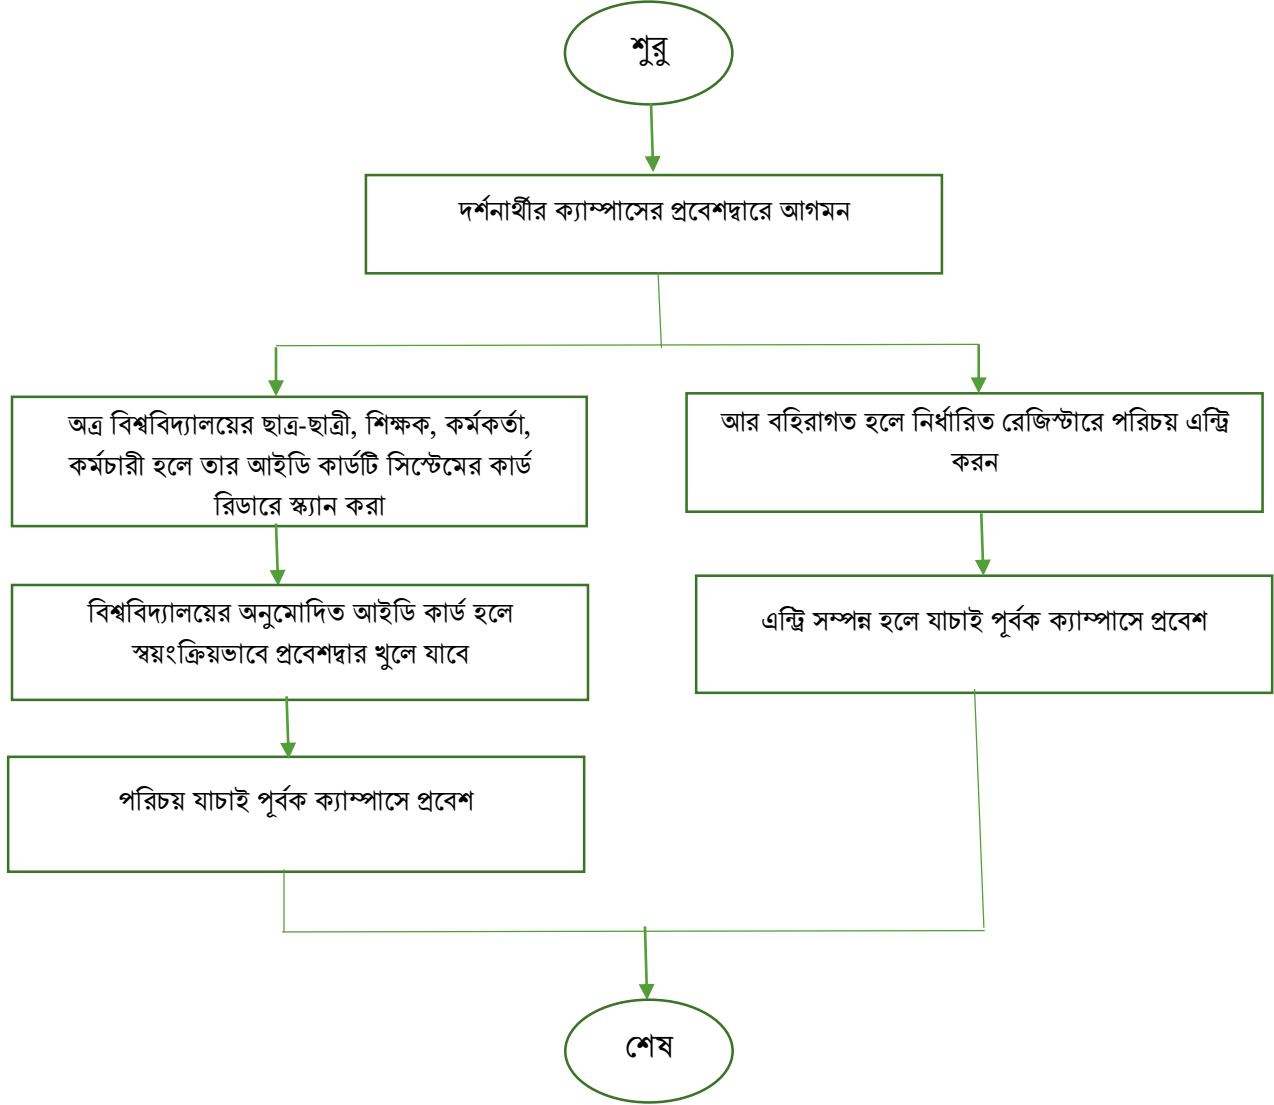 শুরু
দর্শনার্থীর ক্যাম্পাসের প্রবেশদ্বারে আগমন
অত্র বিশ্ববিদ্যালয়ের ছাত্র-ছাত্রী, শিক্ষক, কর্মকর্তা,
কর্মচারী হলে তার আইডি কার্ডটি সিস্টেমের কার্ড
রিডারে স্ক্যান করা
আর বহিরাগত হলে নির্ধারিত রেজিস্টারে পরিচয় এন্ট্রি
করন
বিশ্ববিদ্যালয়ের অনুমোদিত আইডি কার্ড হলে
স্বয়ংক্রিয়ভাবে প্রবেশদ্বার খুলে যাবে
এন্ট্রি সম্পন্ন হলে যাচাই পূর্বক ক্যাম্পাসে প্রবেশ
পরিচয় যাচাই পূর্বক ক্যাম্পাসে প্রবেশ
শেষ